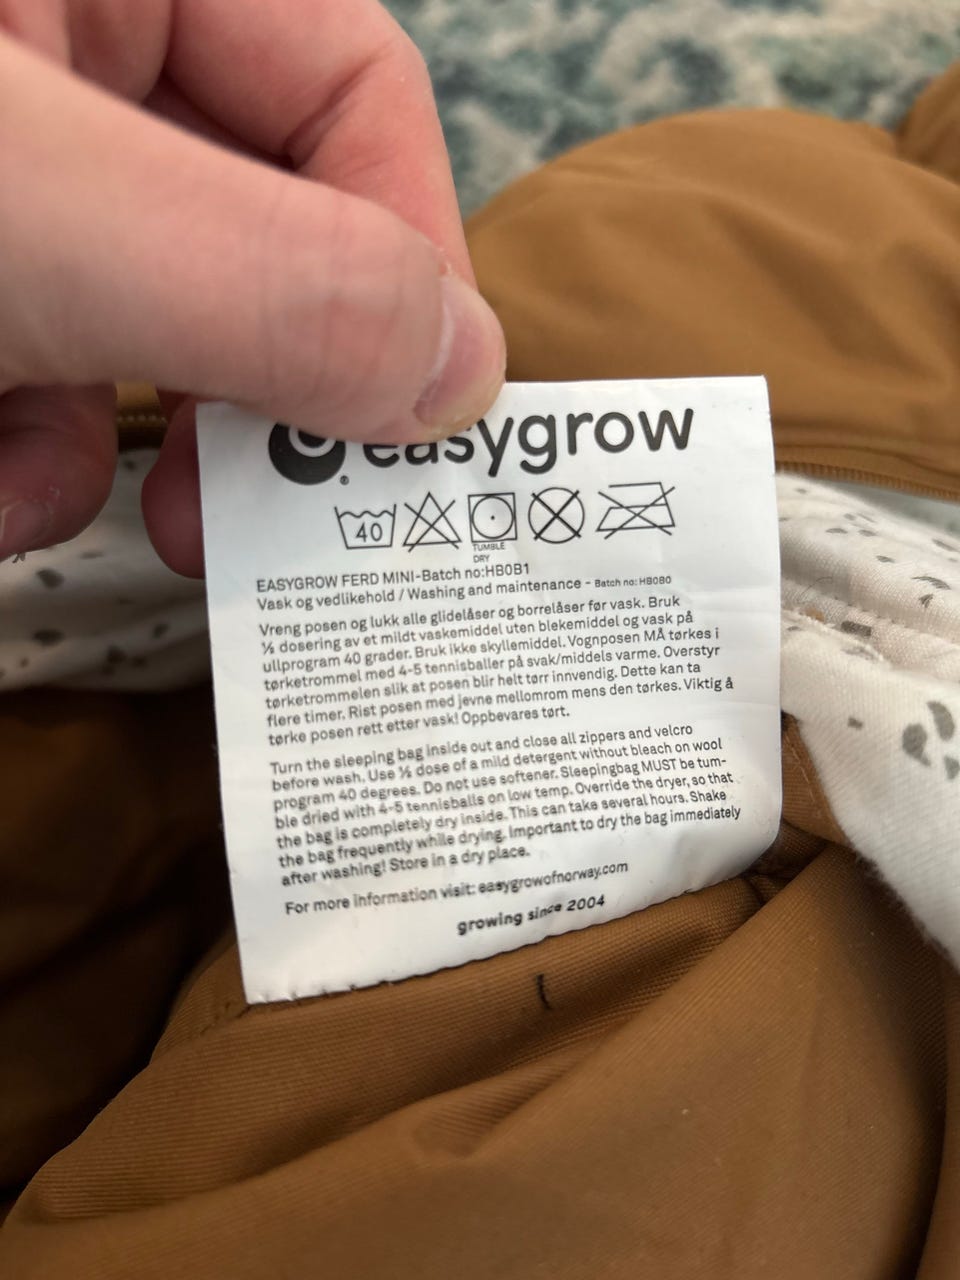 easygrow
®
40
TUMBLE
DRY
EASYGROW FERD MINI-Batch no:HB0B1
Vask og vedlikehold / Washing and maintenance - Batch no: HB0B0
Vreng posen og lukk alle glidelåser og borrelåser før vask. Bruk
½ dosering av et mildt vaskemiddel uten blekemiddel og vask på
ullprogram 40 grader. Bruk ikke skyllemiddel. Vognposen MÅ tørkes i
tørketrommel med 4-5 tennisballer på svak/middels varme. Overstyr
tørketrommelen slik at posen blir helt tørr innvendig. Dette kan ta
flere timer. Rist posen med jevne mellomrom mens den tørkes. Viktig å
tørke posen rett etter vask! Oppbevares tørt.
Turn the sleeping bag inside out and close all zippers and velcro
before wash. Use ½ dose of a mild detergent without bleach on wool
program 40 degrees. Do not use softener. Sleepingbag MUST be tum-
ble dried with 4-5 tennisballs on low temp. Override the dryer, so that
the bag is completely dry inside. This can take several hours. Shake
the bag frequently while drying. Important to dry the bag immediately
after washing! Store in a dry place.
For more information visit: easygrowofnorway.com
growing since 2004